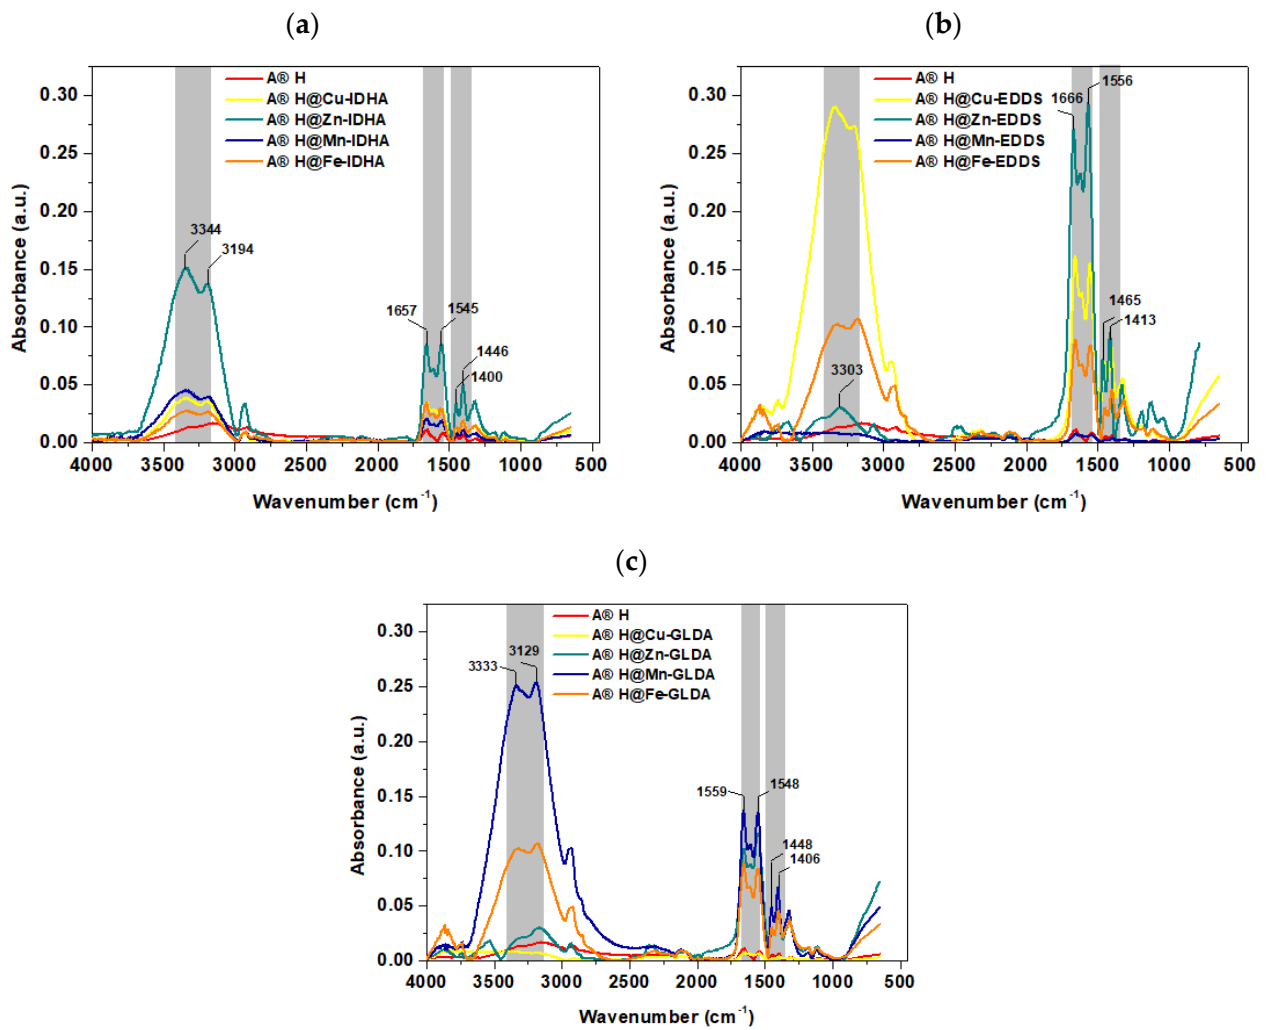 (a)
A® H
A® H@Cu-IDHA
A® H@Zn-IDHA
A® H@Mn-IDHA
A® H@Fe-IDHA
0.30
0.25
0.20
0.15
0.10
0.05
0.00
3344
3194
1657
1545
1446
1400
4000 3500 3000 2500 2000 1500 1000 500
Absorbance (a.u.)
Wavenumber (cm-1)
(b)
A® H
A® H@Cu-EDDS
A® H@Zn-EDDS
A® H@Mn-EDDS
A® H@Fe-EDDS
0.30
0.25
0.20
0.15
0.10
0.05
0.00
1556
1666
1465
1413
3303
4000 3500 3000 2500 2000 1500 1000 500
Absorbance (a.u.)
Wavenumber (cm-1)
(c)
A® H
A® H@Cu-GLDA
A® H@Zn-GLDA
A® H@Mn-GLDA
A® H@Fe-GLDA
0.30
0.25
0.20
0.15
0.10
0.05
0.00
3129
3333
1559
1548
1448
1406
4000 3500 3000 2500 2000 1500 1000 500
Absorbance (a.u.)
Wavenumber (cm-1)